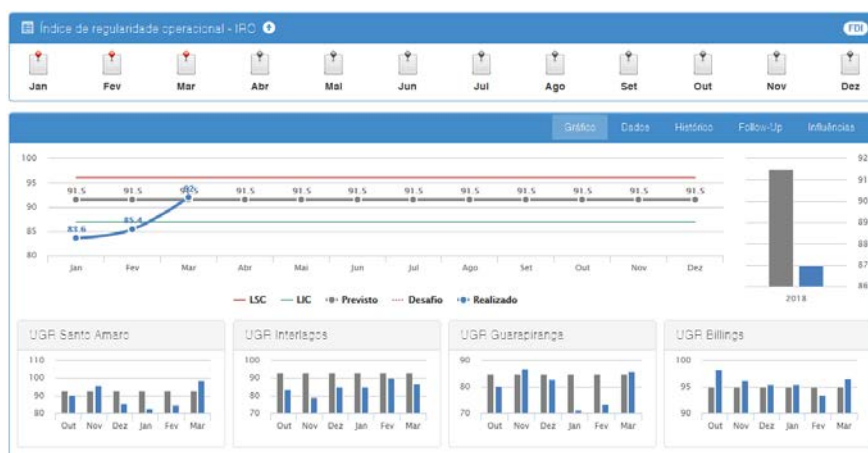 Índice de regularidade operacional - IRO
FDI
Jan Fev Mar Abr Mai Jun Jul Ago Set Out Nov Dez
Gráfico Dados Histórico Follow-Up Influências
100
95
90
85
80
91.5 91.5 91.5 91.5 91.5 91.5 91.5 91.5 91.5 91.5 91.5 91.5
83.6 85.4 92
Jan Fev Mar Abr Mai Jun Jul Ago Set Out Nov Dez
LSC LIC Previsto Desafio Realizado
92
91
90
89
88
87
86
2018
UGR Santo Amaro
110
100
90
80
Out Nov Dez Jan Fev Mar
UGR Interlagos
100
90
80
70
Out Nov Dez Jan Fev Mar
UGR Guarapiranga
90
80
70
Out Nov Dez Jan Fev Mar
UGR Billings
100
95
90
Out Nov Dez Jan Fev Mar